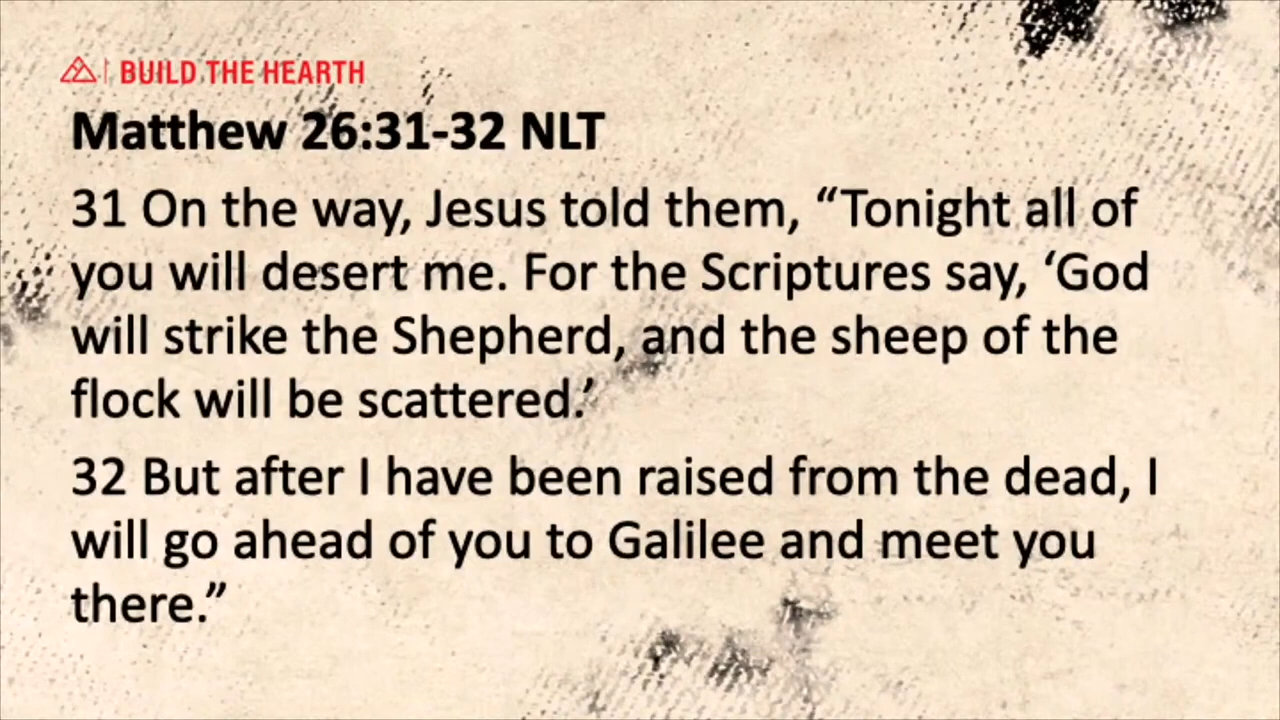 BUILD THE HEARTH
Matthew 26:31-32 NLT
31 On the way, Jesus told them, “Tonight all of
you will desert me. For the Scriptures say, ‘God
will strike the Shepherd, and the sheep of the
flock will be scattered.’
32 But after I have been raised from the dead, I
will go ahead of you to Galilee and meet you
there.”